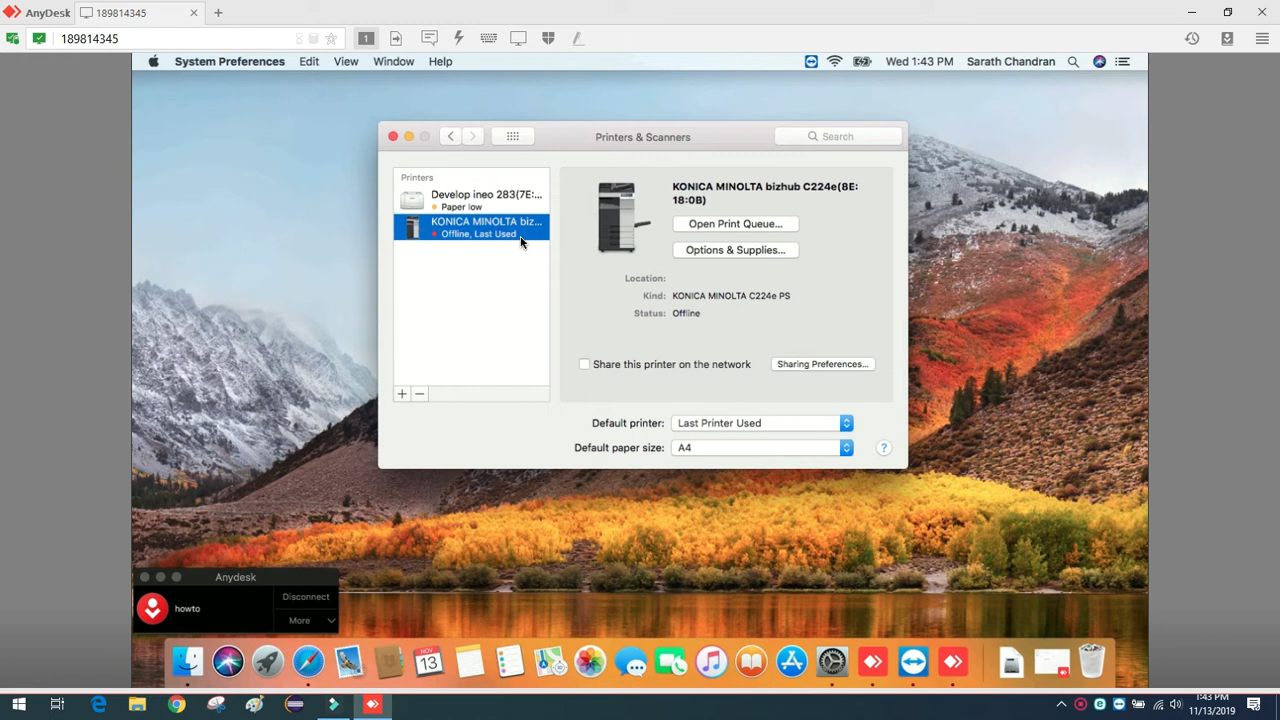 AnyDesk
189814345
+
189814345
1
System Preferences Edit View Window Help
Wed 1:43 PM Sarath Chandran
Printers & Scanners
Search
Printers
Develop ineo 283(7E:...
Paper low
KONICA MINOLTA biz...
Offline, Last Used
KONICA MINOLTA bizhub C224e(8E:
18:0B)
Open Print Queue...
Options & Supplies...
Location:
Kind: KONICA MINOLTA C224e PS
Status: Offline
Share this printer on the network
Sharing Preferences...
+ −
Default printer: Last Printer Used
Default paper size: A4
?
Anydesk
howto
Disconnect
More
NOV
13
1:43 PM
11/13/2019